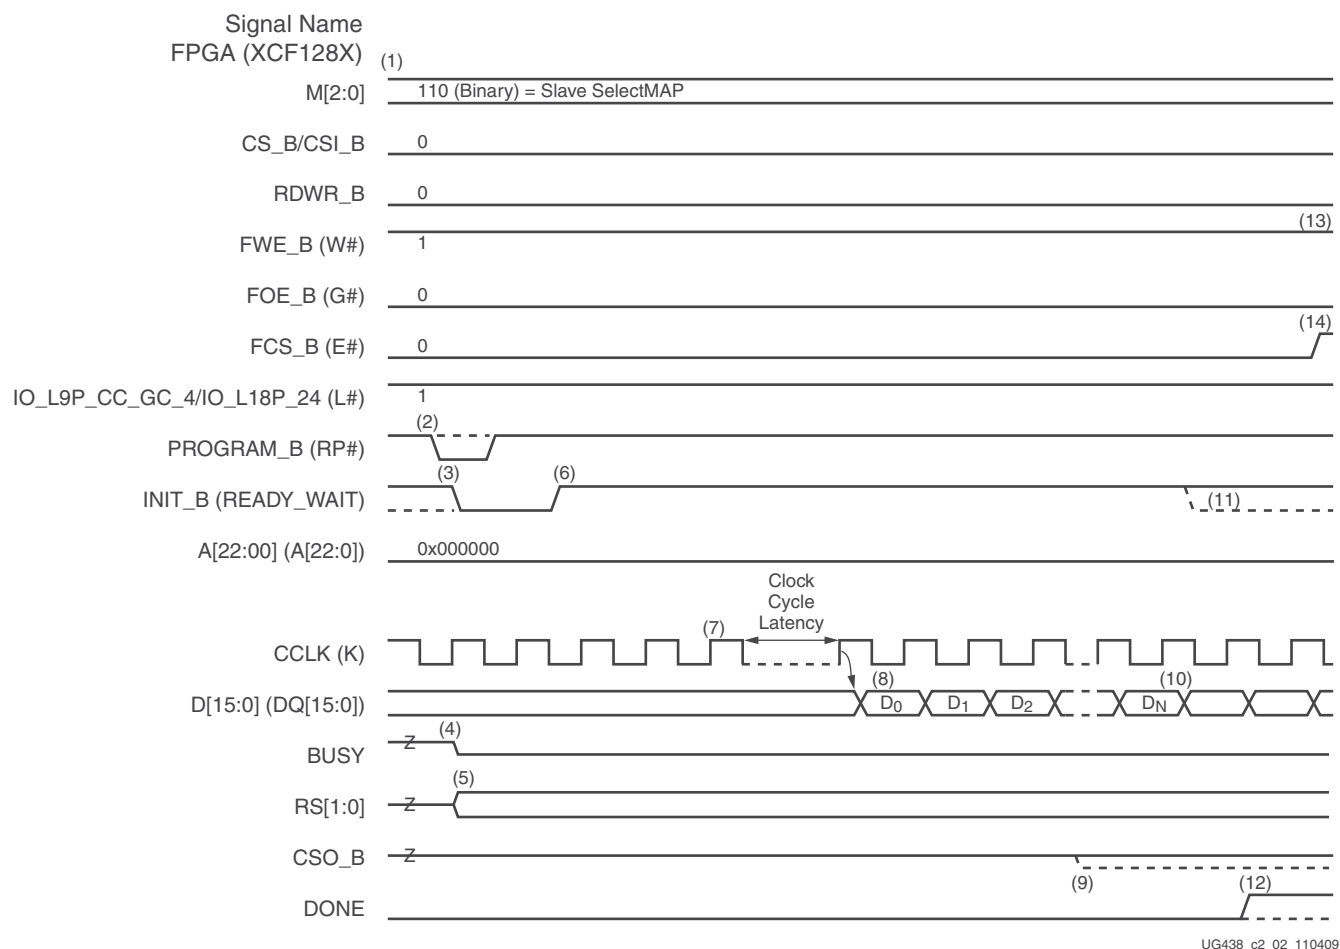 Signal Name
FPGA (XCF128X)
(1)
M[2:0]
110 (Binary) = Slave SelectMAP
CS_B/CSI_B
0
RDWR_B
0
(13)
FWE_B (W#)
1
FOE_B (G#)
0
(14)
FCS_B (E#)
0
IO_L9P_CC_GC_4/IO_L18P_24 (L#)
1
(2)
PROGRAM_B (RP#)
(3)
(6)
INIT_B (READY_WAIT)
(11)
A[22:00] (A[22:0])
0x000000
Clock
Cycle
Latency
(7)
CCLK (K)
(8)
(10)
D[15:0] (DQ[15:0])
D0
D1
D2
DN
(4)
Z
BUSY
(5)
RS[1:0]
Z
CSO_B
Z
(9)
(12)
DONE
UG438_c2_02_110409